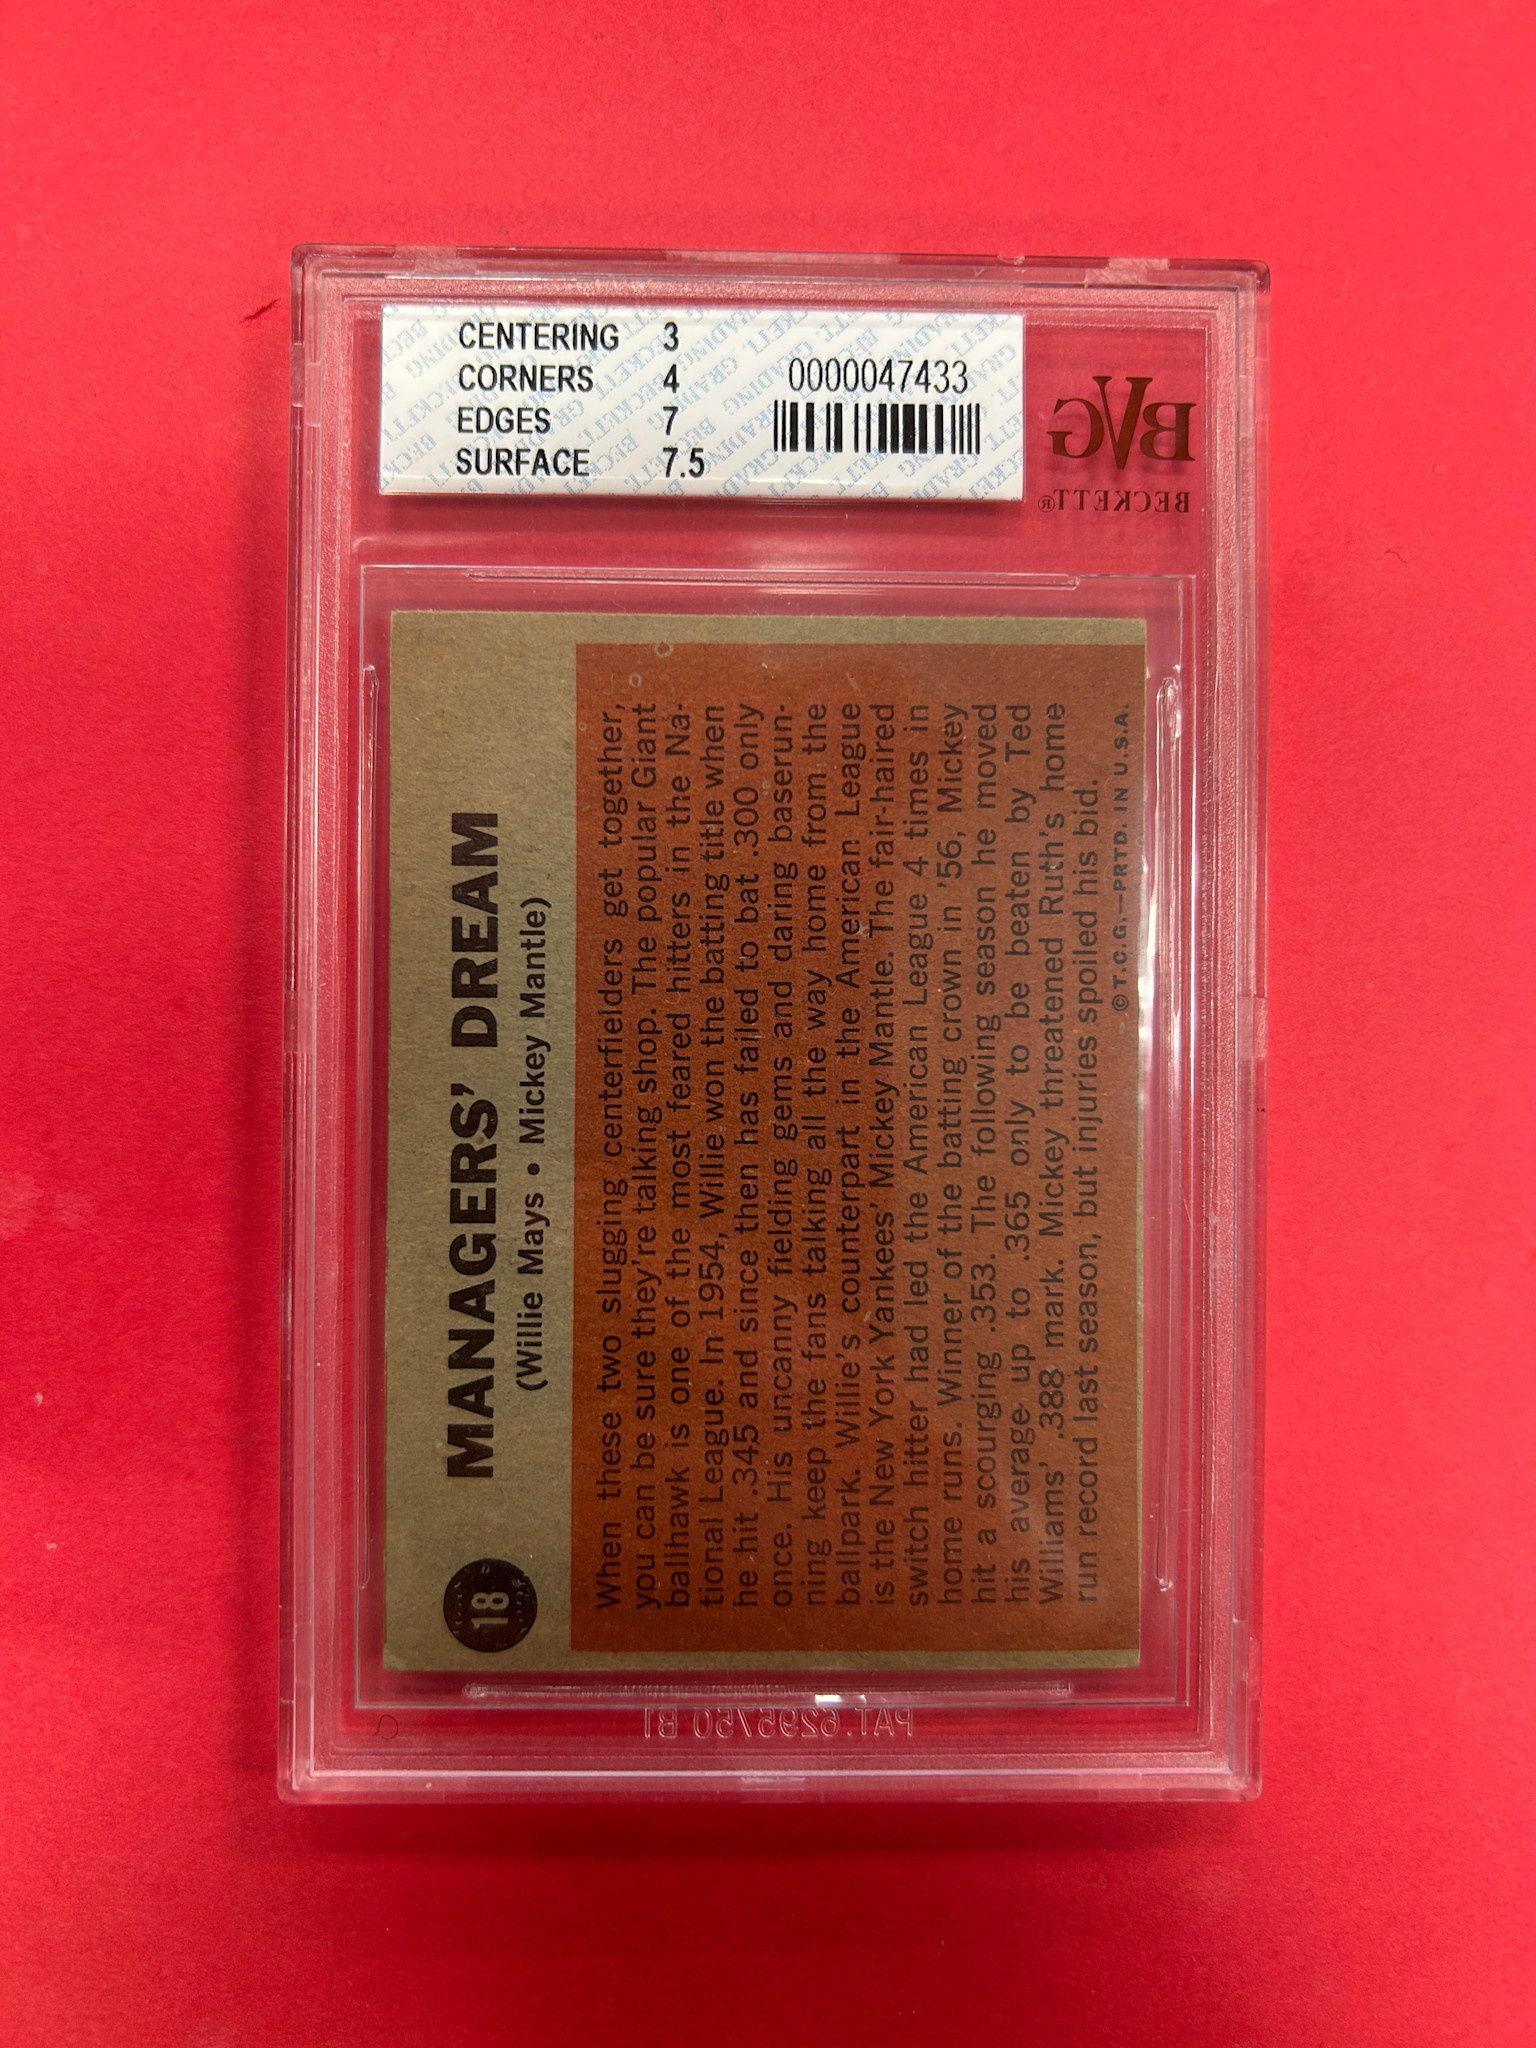 CENTERING 3
CORNERS 4
EDGES 7
SURFACE 7.5
0000047433
BVG
BECKETT®
18
MANAGERS' DREAM
(Willie Mays • Mickey Mantle)
When these two slugging centerfielders get together,
you can be sure they're talking shop. The popular Giant
ballhawk is one of the most feared hitters in the Na-
tional League. In 1954, Willie won the batting title when
he hit .345 and since then has failed to bat .300 only
once. His uncanny fielding gems and daring baserun-
ning keep the fans talking all the way home from the
ballpark. Willie's counterpart in the American League
is the New York Yankees' Mickey Mantle. The fair-haired
switch hitter had led the American League 4 times in
home runs. Winner of the batting crown in '56, Mickey
hit a scourging .353. The following season he moved
his average up to .365 only to be beaten by Ted
Williams' .388 mark. Mickey threatened Ruth's home
run record last season, but injuries spoiled his bid.
© T.C.G.—PRTD. IN U.S.A.
PAT. 6295750 B1